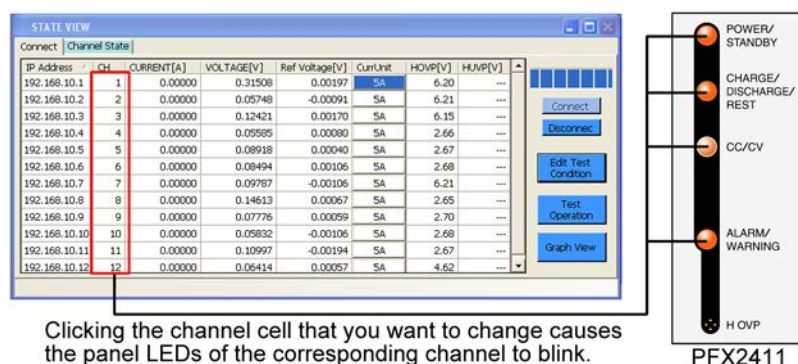 STATE VIEW
Connect Channel State
IP Address / CH CURRENT[A] VOLTAGE[V] Ref Voltage[V] CurrUnit HOVP[V] HUVP[V]
192.168.10.1 1 0.00000 0.31508 0.00197 5A 6.20 ---
192.168.10.2 2 0.00000 0.05748 -0.00091 5A 6.21 ---
192.168.10.3 3 0.00000 0.12421 0.00170 5A 6.15 ---
192.168.10.4 4 0.00000 0.05585 0.00080 5A 2.66 ---
192.168.10.5 5 0.00000 0.08918 0.00040 5A 2.67 ---
192.168.10.6 6 0.00000 0.08494 0.00106 5A 2.68 ---
192.168.10.7 7 0.00000 0.09787 -0.00106 5A 6.21 ---
192.168.10.8 8 0.00000 0.14613 0.00067 5A 2.65 ---
192.168.10.9 9 0.00000 0.07776 0.00059 5A 2.70 ---
192.168.10.10 10 0.00000 0.05832 -0.00106 5A 2.68 ---
192.168.10.11 11 0.00000 0.10997 -0.00194 5A 2.67 ---
192.168.10.12 12 0.00000 0.06414 0.00057 5A 4.62 ---
Connect
Disconnec
Edit Test
Condition
Test
Operation
Graph View
POWER/
STANDBY
CHARGE/
DISCHARGE/
REST
CC/CV
ALARM/
WARNING
H OVP
PFX2411
Clicking the channel cell that you want to change causes
the panel LEDs of the corresponding channel to blink.